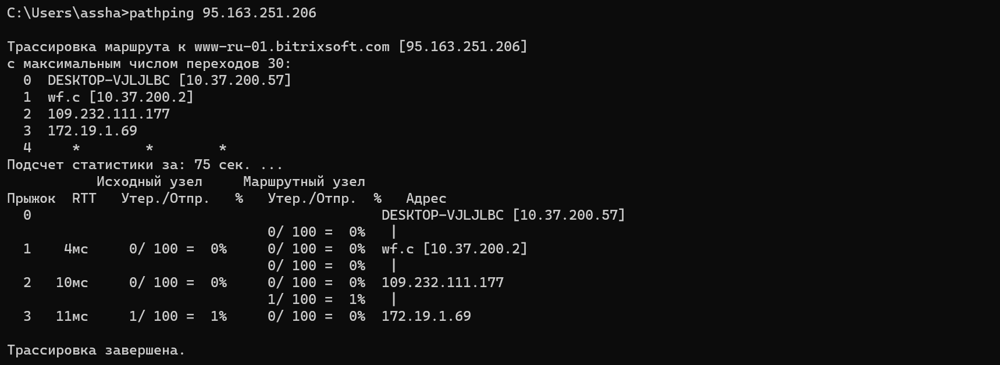 C:\Users\assha>pathping 95.163.251.206
Трассировка маршрута к www-ru-01.bitrixsoft.com [95.163.251.206]
с максимальным числом переходов 30:
  0  DESKTOP-VJLJLBC [10.37.200.57]
  1  wf.c [10.37.200.2]
  2  109.232.111.177
  3  172.19.1.69
  4     *        *        *
Подсчет статистики за: 75 сек. ...
           Исходный узел     Маршрутный узел
Прыжок  RTT   Утер./Отпр.   %   Утер./Отпр.  %   Адрес
  0                                           DESKTOP-VJLJLBC [10.37.200.57]
                                0/ 100 =  0%   |
  1    4мс     0/ 100 =  0%     0/ 100 =  0%  wf.c [10.37.200.2]
                                0/ 100 =  0%   |
  2   10мс     0/ 100 =  0%     0/ 100 =  0%  109.232.111.177
                                1/ 100 =  1%   |
  3   11мс     1/ 100 =  1%     0/ 100 =  0%  172.19.1.69
Трассировка завершена.